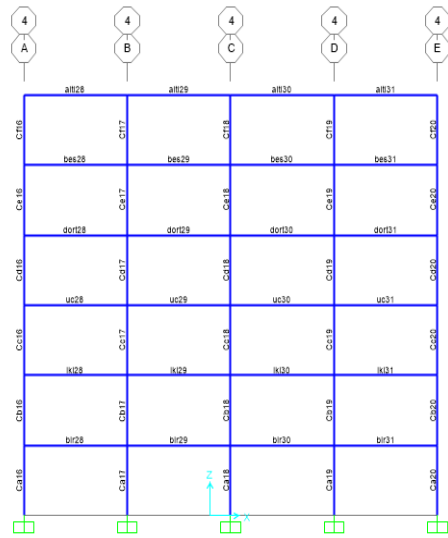 4 4 4 4 4
A B C D E
alti28 alti29 alti30 alti31
Cf16 Cf17 Cf18 Cf19 Cf20
bes28 bes29 bes30 bes31
Ce16 Ce17 Ce18 Ce19 Ce20
dort28 dort29 dort30 dort31
Cd16 Cd17 Cd18 Cd19 Cd20
uc28 uc29 uc30 uc31
Cc16 Cc17 Cc18 Cc19 Cc20
iki28 iki29 iki30 iki31
Cb16 Cb17 Cb18 Cb19 Cb20
bir28 bir29 bir30 bir31
Ca16 Ca17 Ca18 Ca19 Ca20
Z
X